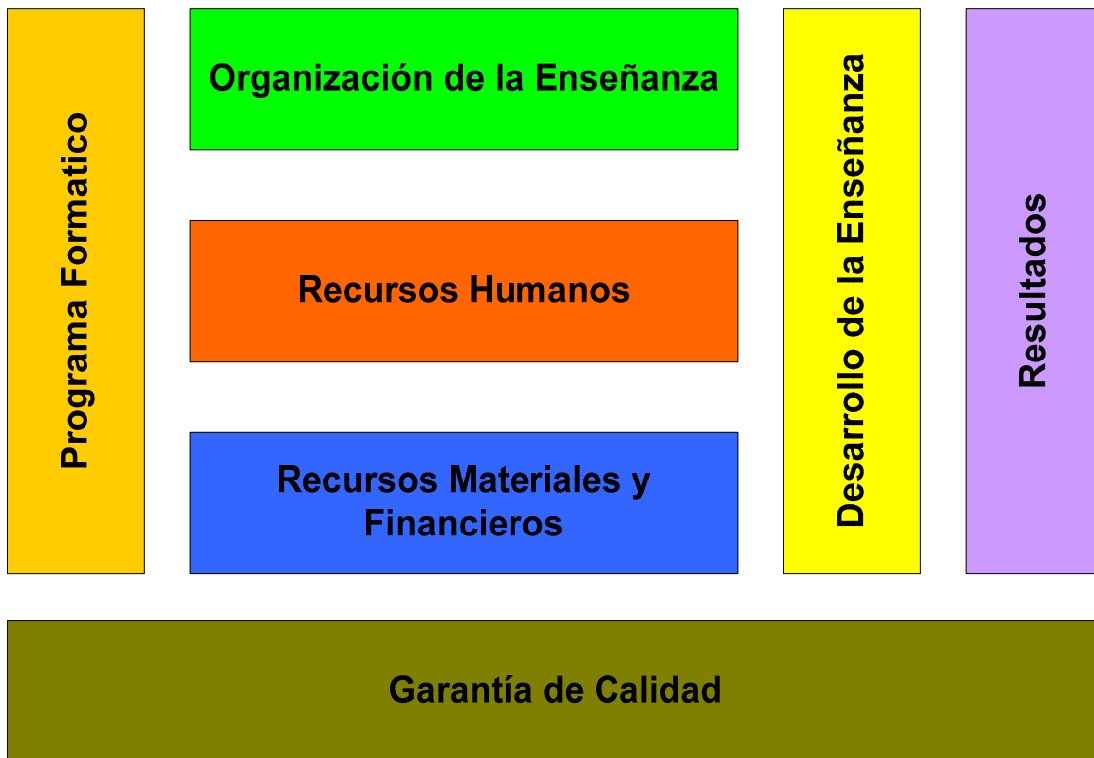 Programa Formatico
Organización de la Enseñanza
Recursos Humanos
Recursos Materiales y
Financieros
Desarrollo de la Enseñanza
Resultados
Garantía de Calidad